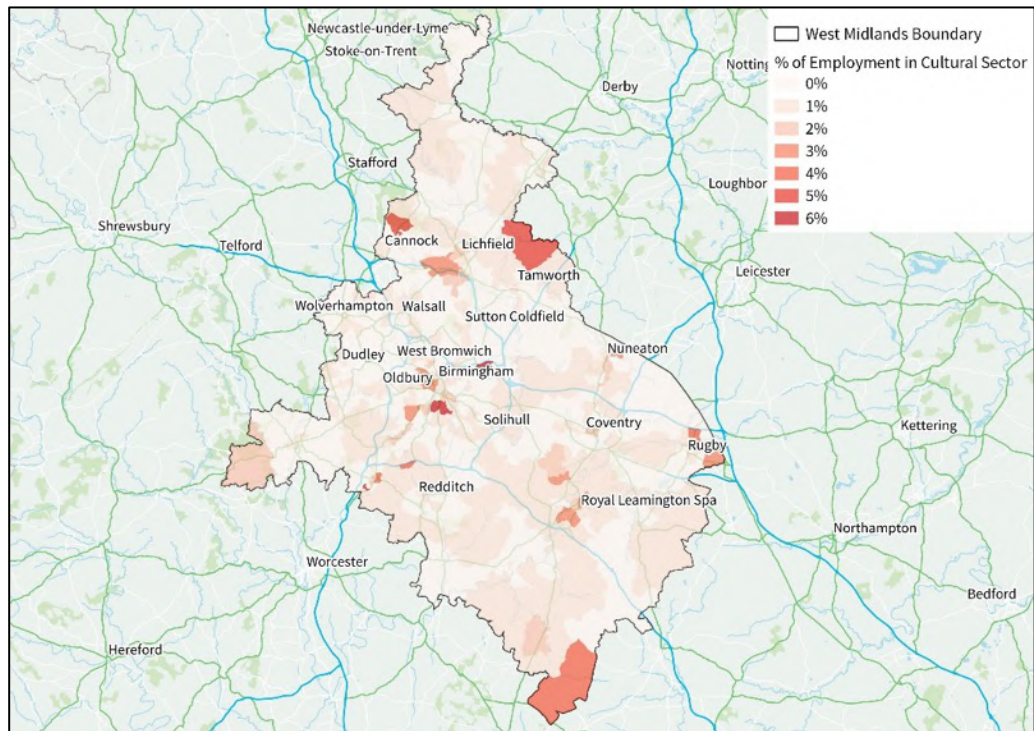 Newcastle-under-Lyme
Stoke-on-Trent
West Midlands Boundary
% of Employment in Cultural Sector
0%
1%
2%
3%
4%
5%
6%
Notting
Derby
Stafford
Loughbor
Shrewsbury
Telford
Cannock
Lichfield
Tamworth
Leicester
Wolverhampton
Walsall
Sutton Coldfield
Dudley
West Bromwich
Nuneaton
Oldbury
Birmingham
Solihull
Coventry
Kettering
Rugby
Redditch
Royal Leamington Spa
Northampton
Worcester
Bedford
Hereford